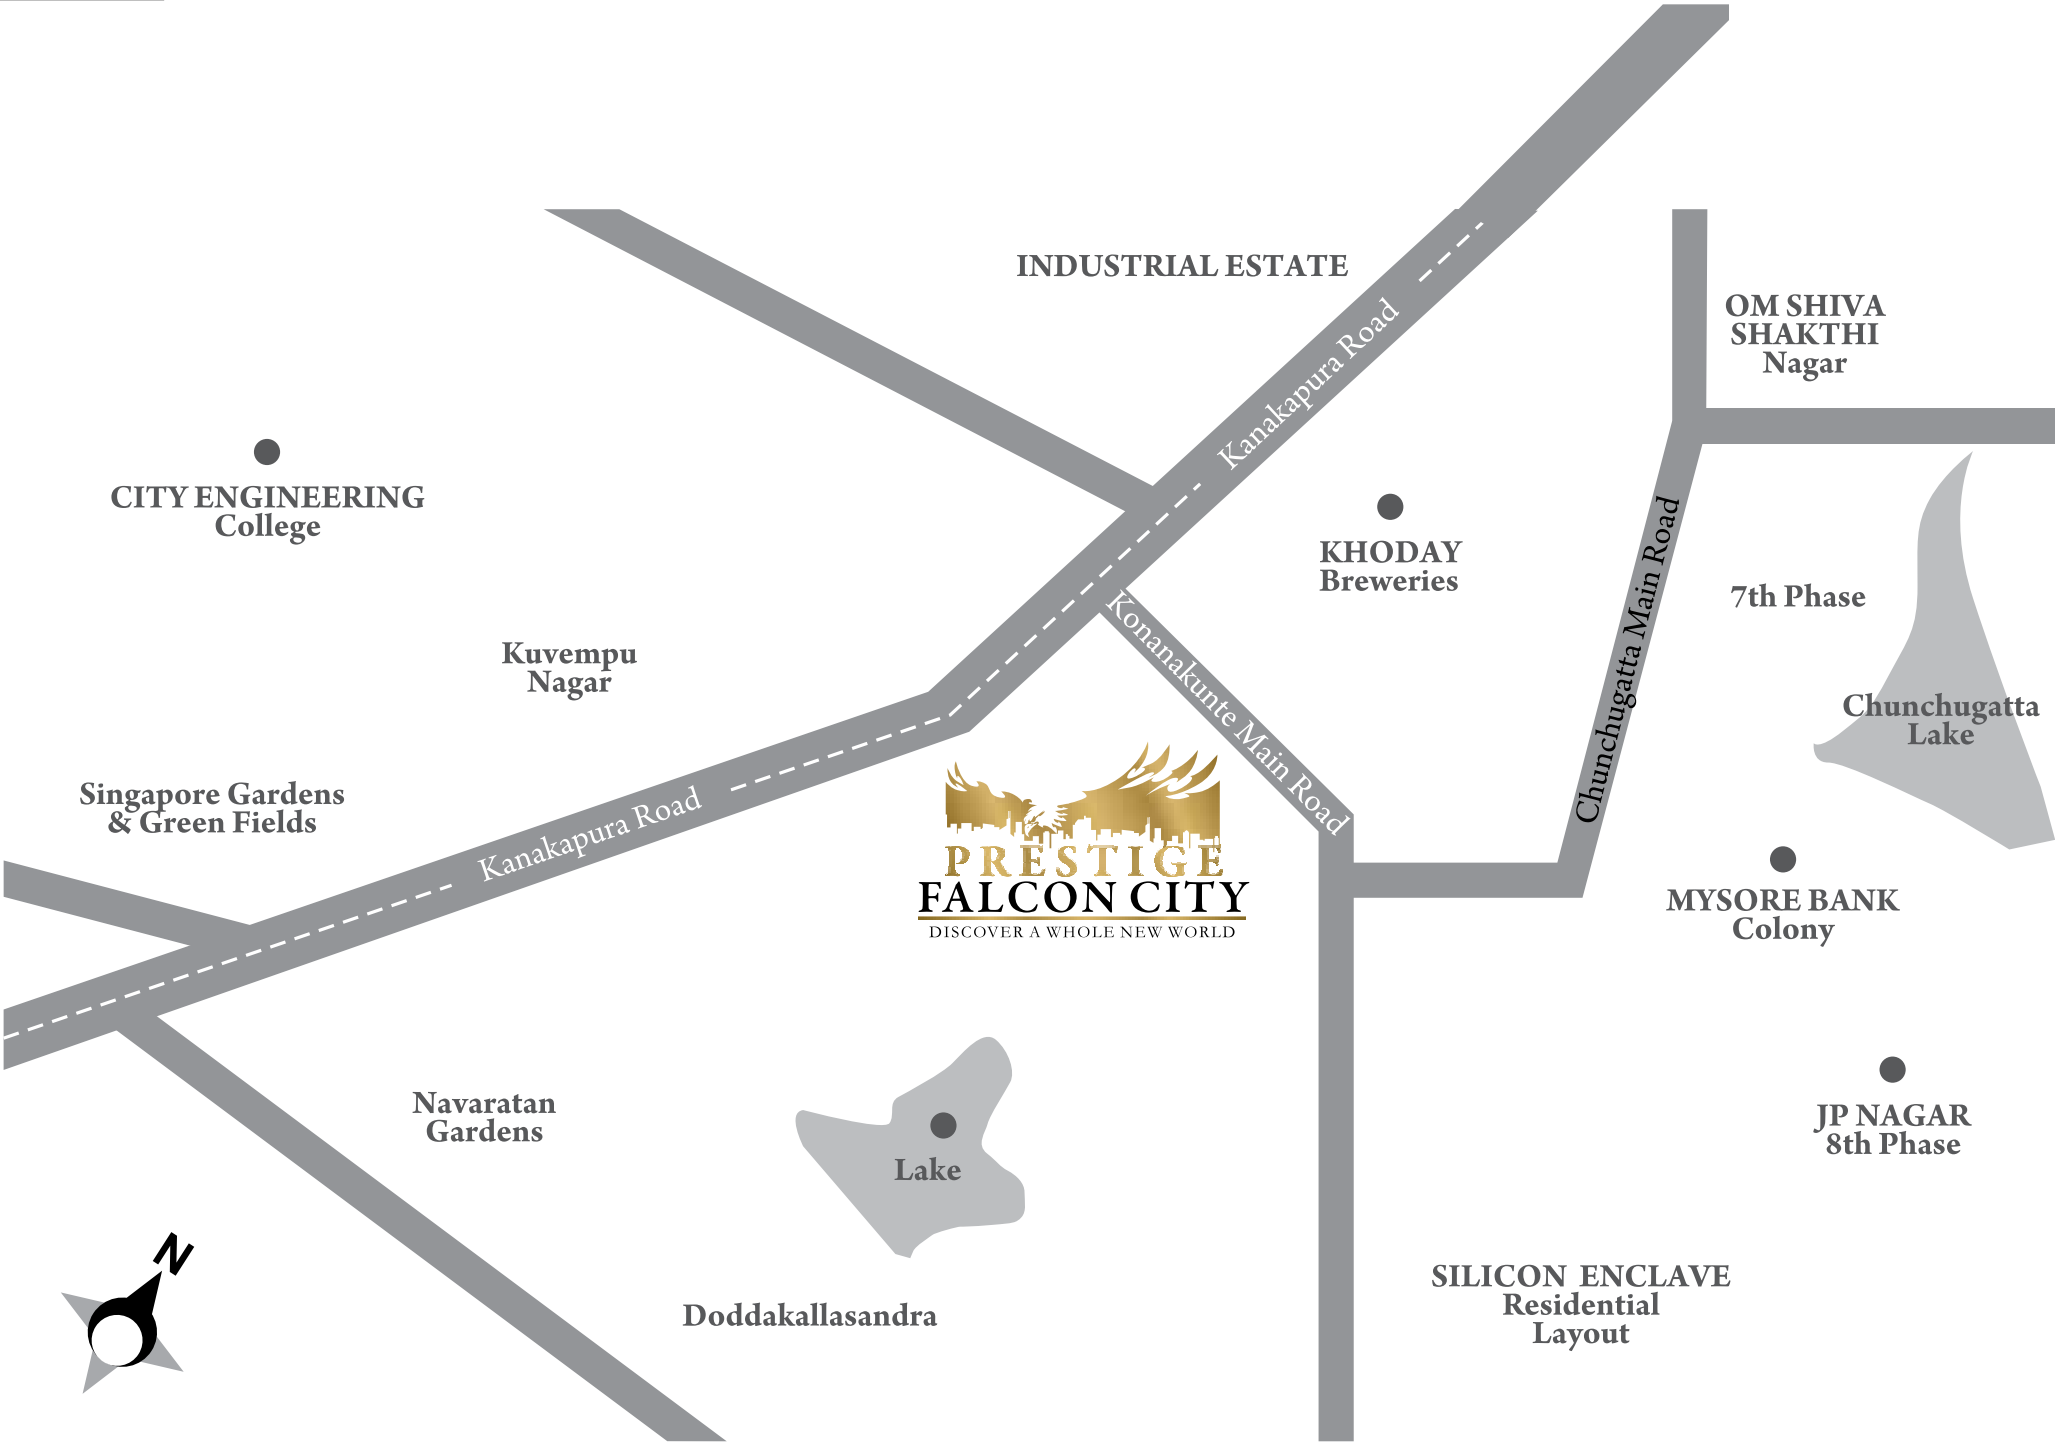 INDUSTRIAL ESTATE
Kanakapura Road
OM SHIVA
SHAKTHI
Nagar
CITY ENGINEERING
College
KHODAY
Breweries
Chunchugatta Main Road
7th Phase
Konanakunte Main Road
Kuvempu
Nagar
Chunchugatta
Lake
Singapore Gardens
& Green Fields
Kanakapura Road
PRESTIGE
FALCON CITY
DISCOVER A WHOLE NEW WORLD
MYSORE BANK
Colony
Navaratan
Gardens
Lake
JP NAGAR
8th Phase
N
Doddakallasandra
SILICON ENCLAVE
Residential
Layout